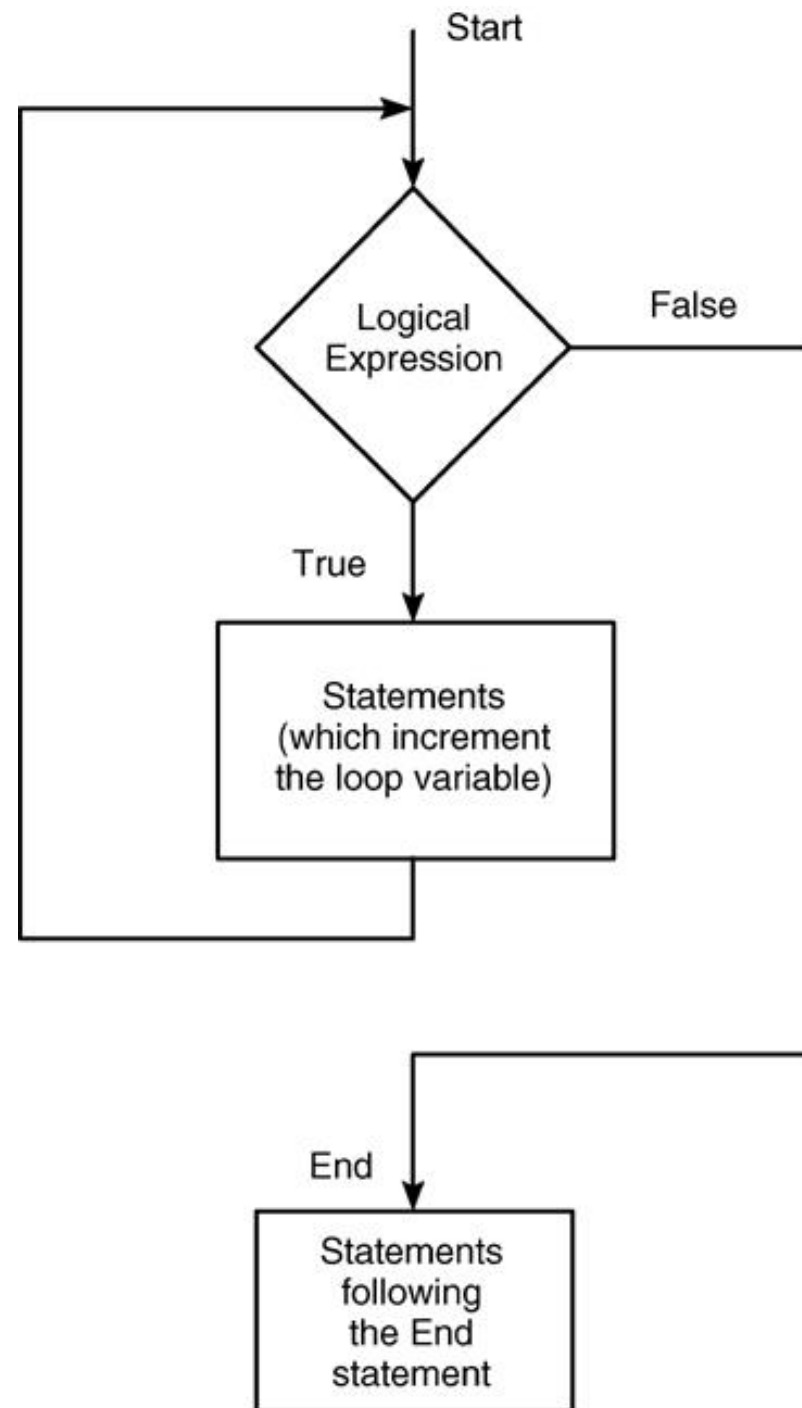 Start
Logical
Expression
False
True
Statements
(which increment
the loop variable)
End
Statements
following
the End
statement